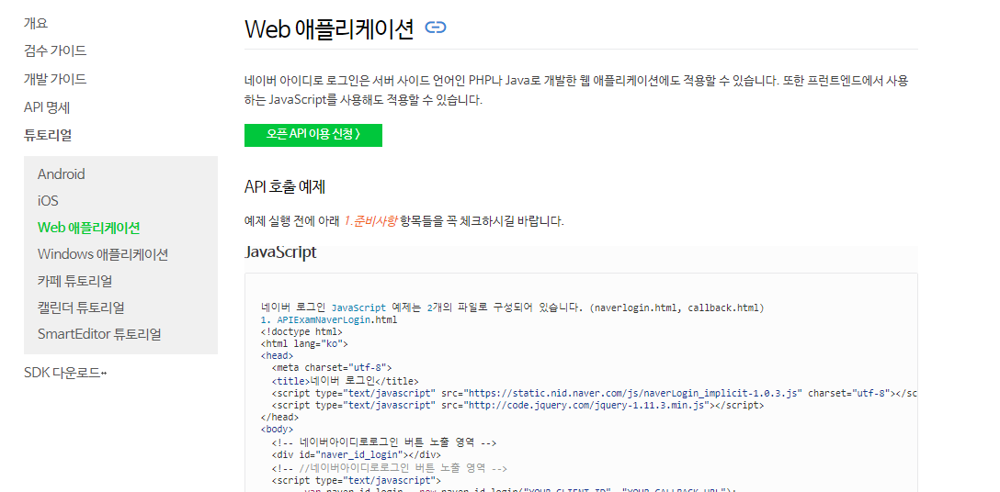 개요
검수 가이드
개발 가이드
API 명세
튜토리얼
Android
iOS
Web 애플리케이션
Windows 애플리케이션
카페 튜토리얼
캘린더 튜토리얼
SmartEditor 튜토리얼
SDK 다운로드
Web 애플리케이션
네이버 아이디로 로그인은 서버 사이드 언어인 PHP나 Java로 개발한 웹 애플리케이션에도 적용할 수 있습니다. 또한 프런트엔드에서 사용
하는 JavaScript를 사용해도 적용할 수 있습니다.
오픈 API 이용 신청 〉
API 호출 예제
예제 실행 전에 아래 1.준비사항 항목들을 꼭 체크하시길 바랍니다.
JavaScript
네이버 로그인 JavaScript 예제는 2개의 파일로 구성되어 있습니다. (naverlogin.html, callback.html)
1. APIExamNaverLogin.html
<!doctype html>
<html lang="ko">
<head>
<meta charset="utf-8">
<title>네이버 로그인</title>
<script type="text/javascript" src="https://static.nid.naver.com/js/naverLogin_implicit-1.0.3.js" charset="utf-8"></sc
<script type="text/javascript" src="http://code.jquery.com/jquery-1.11.3.min.js"></script>
</head>
<body>
<!-- 네이버아이디로로그인 버튼 노출 영역 -->
<div id="naver_id_login"></div>
<!-- //네이버아이디로로그인 버튼 노출 영역 -->
<script type="text/javascript">
var naver_id_login = new naver_id_login("YOUR_CLIENT_ID", "YOUR_CALLBACK_URL");